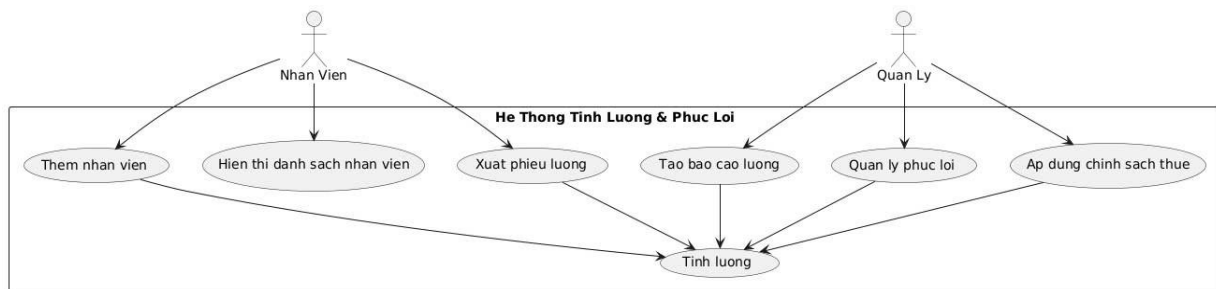 Nhan Vien
Quan Ly
He Thong Tinh Luong & Phuc Loi
Them nhan vien
Hien thi danh sach nhan vien
Xuat phieu luong
Tao bao cao luong
Quan ly phuc loi
Ap dung chinh sach thue
Tinh luong